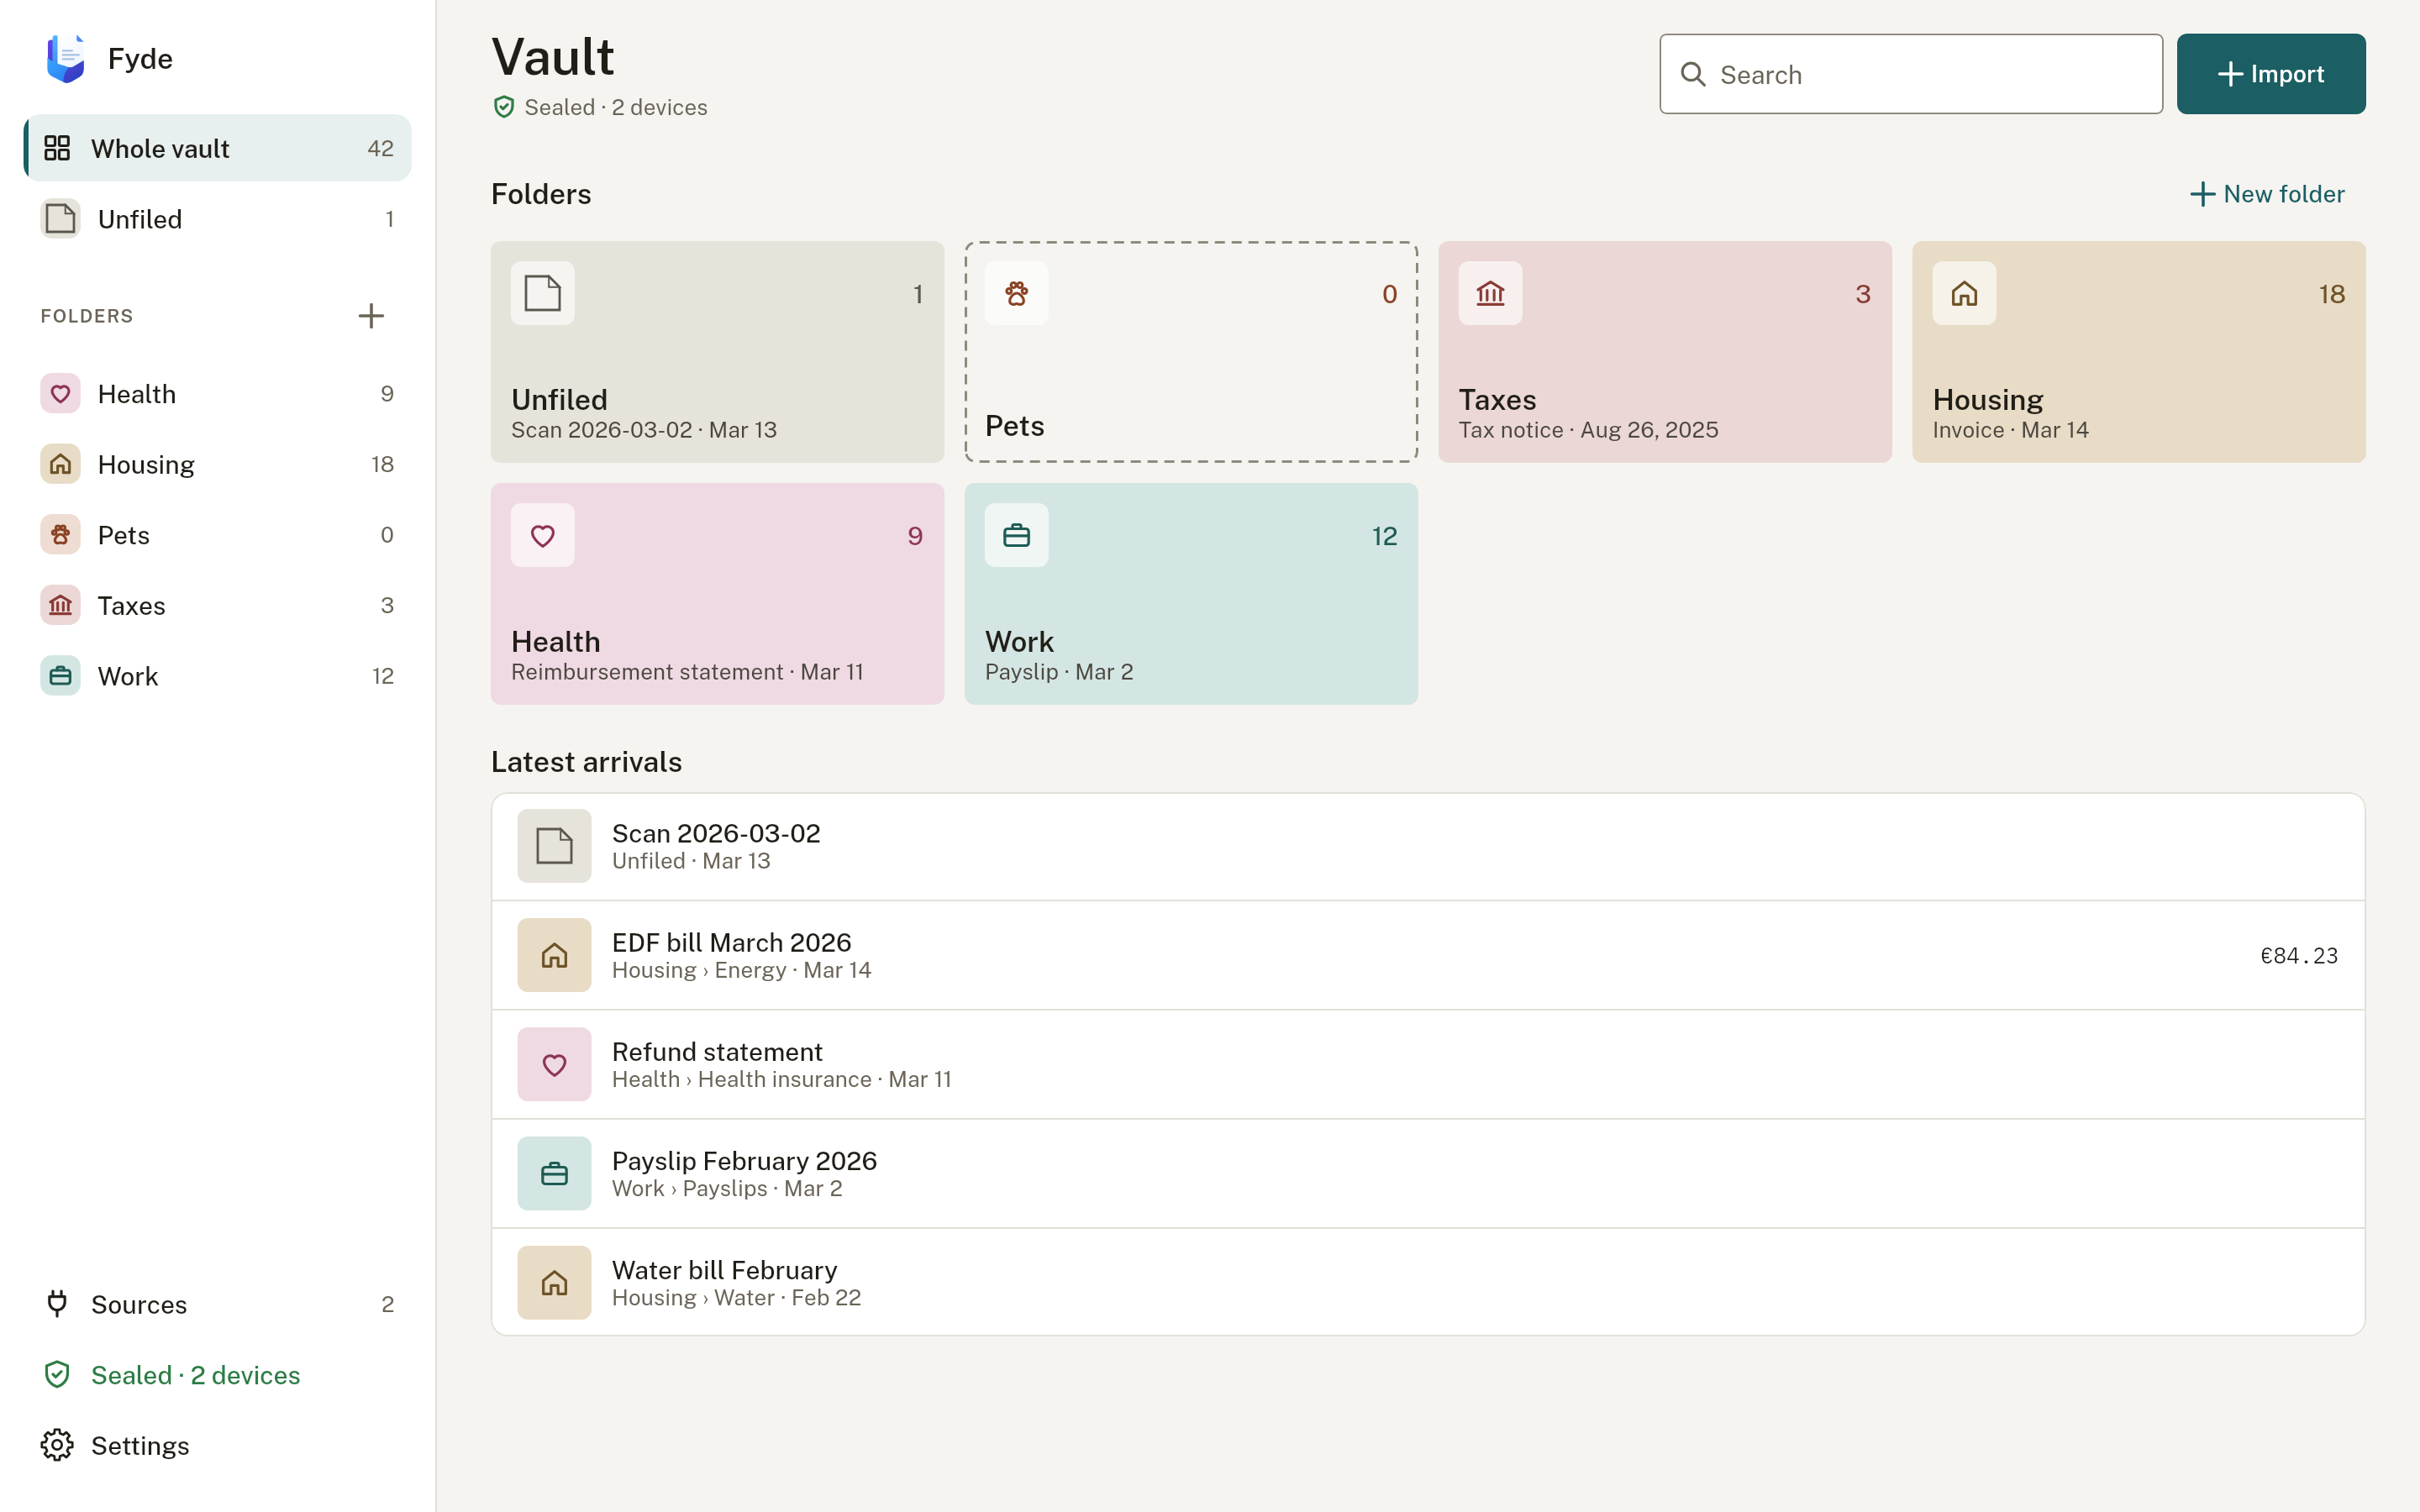 Fyde
Whole vault 42
Unfiled 1
FOLDERS
Health 9
Housing 18
Pets 0
Taxes 3
Work 12
Sources 2
Sealed · 2 devices
Settings
Vault
Sealed · 2 devices
Search
Import
Folders
New folder
1
Unfiled
Scan 2026-03-02 · Mar 13
0
Pets
3
Taxes
Tax notice · Aug 26, 2025
18
Housing
Invoice · Mar 14
9
Health
Reimbursement statement · Mar 11
12
Work
Payslip · Mar 2
Latest arrivals
Scan 2026-03-02
Unfiled · Mar 13
EDF bill March 2026
Housing › Energy · Mar 14
€84.23
Refund statement
Health › Health insurance · Mar 11
Payslip February 2026
Work › Payslips · Mar 2
Water bill February
Housing › Water · Feb 22